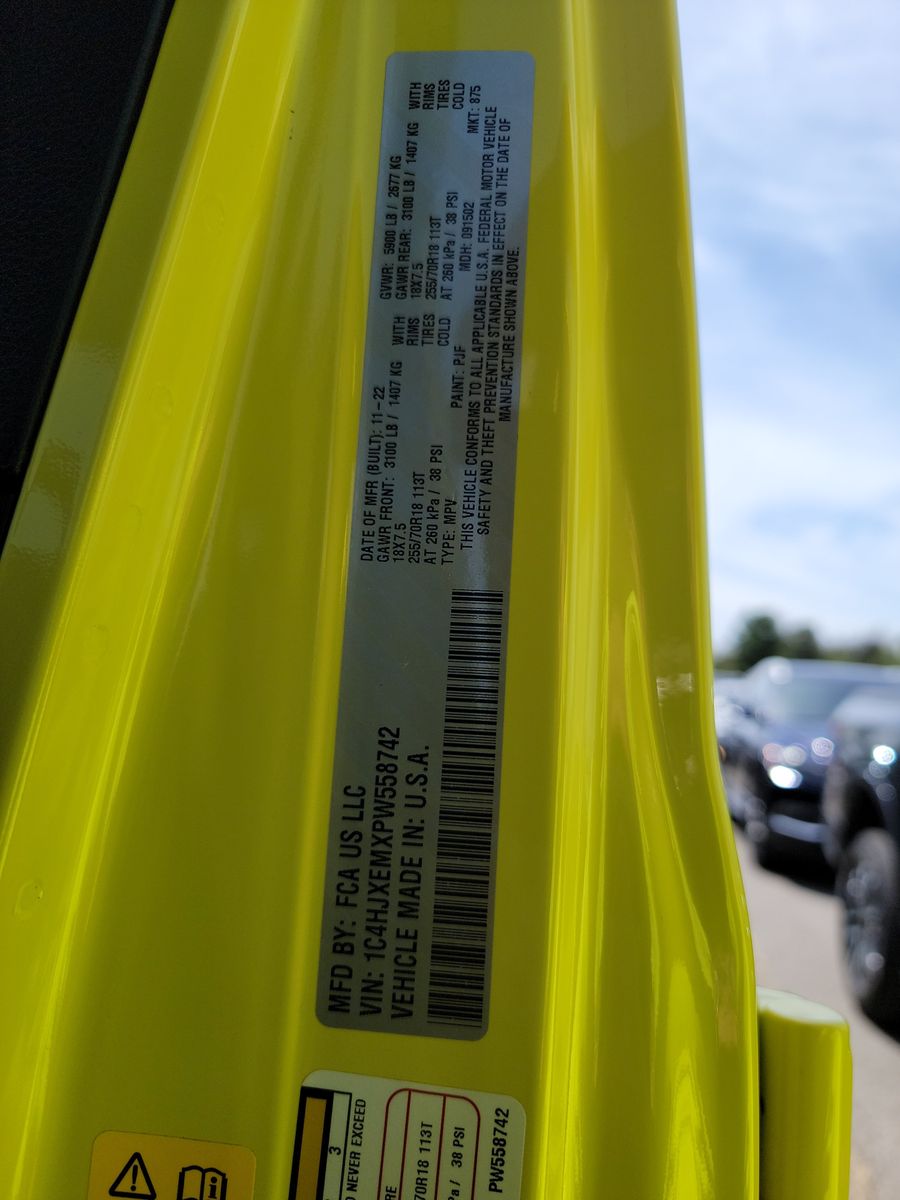 MFD BY: FCA US LLC
VIN: 1C4HJXEMXPW558742
VEHICLE MADE IN: U.S.A.
DATE OF MFR (BUILT): 11-22 GVWR: 5900 LB / 2677 KG
GAWR FRONT: 3100 LB / 1407 KG WITH GAWR REAR: 3100 LB / 1407 KG WITH
18X7.5 RIMS 18X7.5 RIMS
255/70R18 113T TIRES 255/70R18 113T TIRES
AT 260 kPa / 38 PSI COLD AT 260 kPa / 38 PSI COLD
TYPE: MPV PAINT: PJF MDH: 091502 MKT: 875
THIS VEHICLE CONFORMS TO ALL APPLICABLE U.S.A. FEDERAL MOTOR VEHICLE
SAFETY AND THEFT PREVENTION STANDARDS IN EFFECT ON THE DATE OF
MANUFACTURE SHOWN ABOVE.
3
NEVER EXCEED
70R18 113T
38 PSI
PW558742